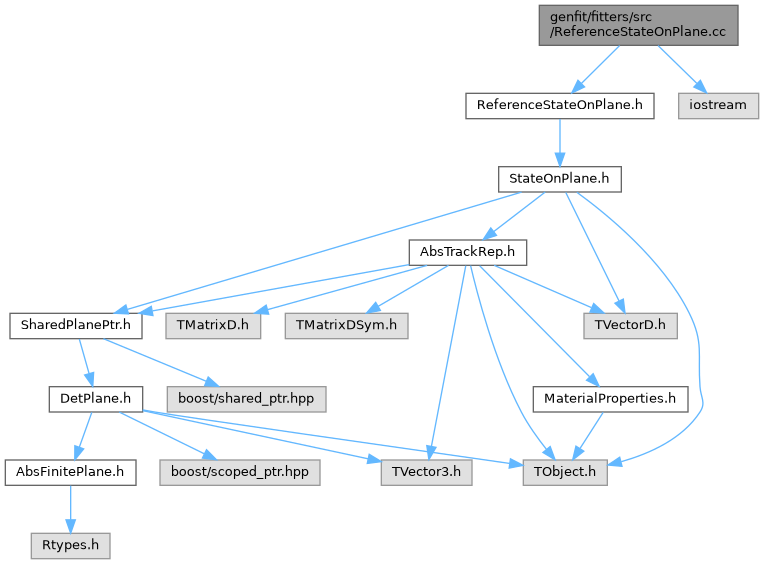 genfit/fitters/src
/ReferenceStateOnPlane.cc
ReferenceStateOnPlane.h
iostream
StateOnPlane.h
AbsTrackRep.h
SharedPlanePtr.h
TMatrixD.h
TMatrixDSym.h
TVectorD.h
DetPlane.h
boost/shared_ptr.hpp
MaterialProperties.h
AbsFinitePlane.h
boost/scoped_ptr.hpp
TVector3.h
TObject.h
Rtypes.h